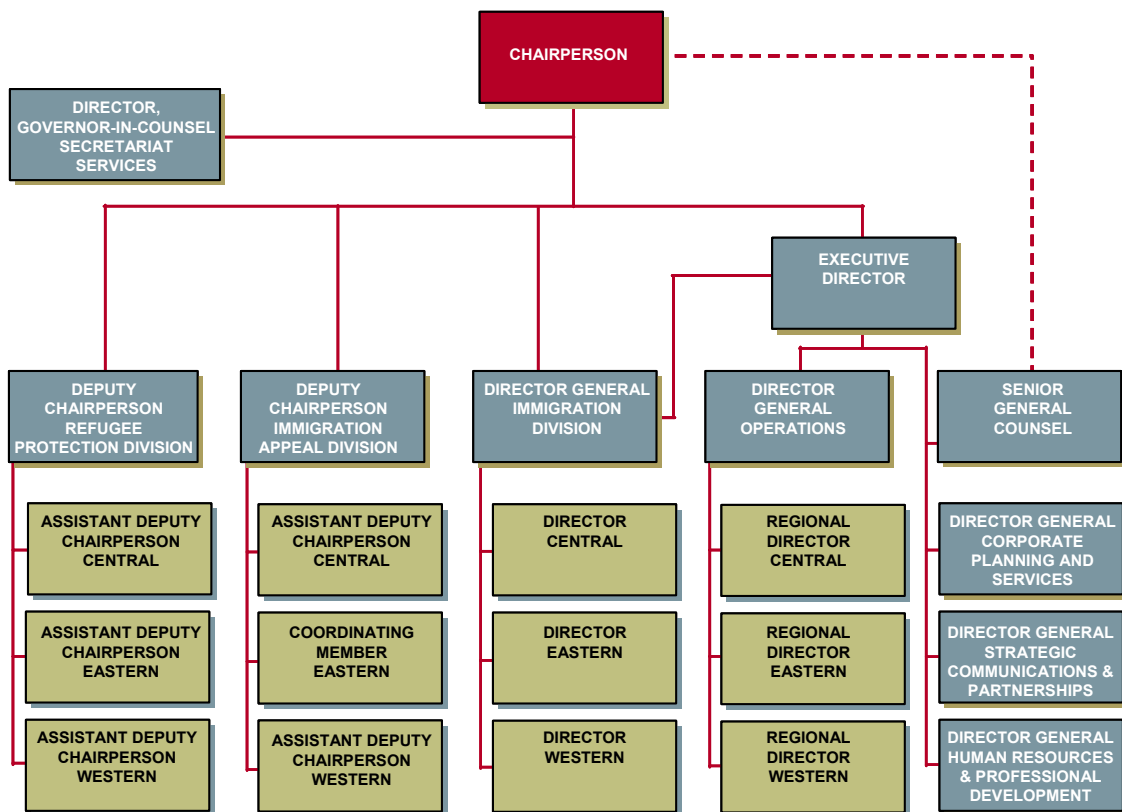 CHAIRPERSON
DIRECTOR,
GOVERNOR-IN-COUNSEL
SECRETARIAT
SERVICES
EXECUTIVE
DIRECTOR
DEPUTY
CHAIRPERSON
REFUGEE
PROTECTION DIVISION
DEPUTY
CHAIRPERSON
IMMIGRATION
APPEAL DIVISION
DIRECTOR GENERAL
IMMIGRATION
DIVISION
DIRECTOR
GENERAL
OPERATIONS
SENIOR
GENERAL
COUNSEL
ASSISTANT DEPUTY
CHAIRPERSON
CENTRAL
ASSISTANT DEPUTY
CHAIRPERSON
CENTRAL
DIRECTOR
CENTRAL
REGIONAL
DIRECTOR
CENTRAL
DIRECTOR GENERAL
CORPORATE
PLANNING AND
SERVICES
ASSISTANT DEPUTY
CHAIRPERSON
EASTERN
COORDINATING
MEMBER
EASTERN
DIRECTOR
EASTERN
REGIONAL
DIRECTOR
EASTERN
DIRECTOR GENERAL
STRATEGIC
COMMUNICATIONS &
PARTNERSHIPS
ASSISTANT DEPUTY
CHAIRPERSON
WESTERN
ASSISTANT DEPUTY
CHAIRPERSON
WESTERN
DIRECTOR
WESTERN
REGIONAL
DIRECTOR
WESTERN
DIRECTOR GENERAL
HUMAN RESOURCES
& PROFESSIONAL
DEVELOPMENT